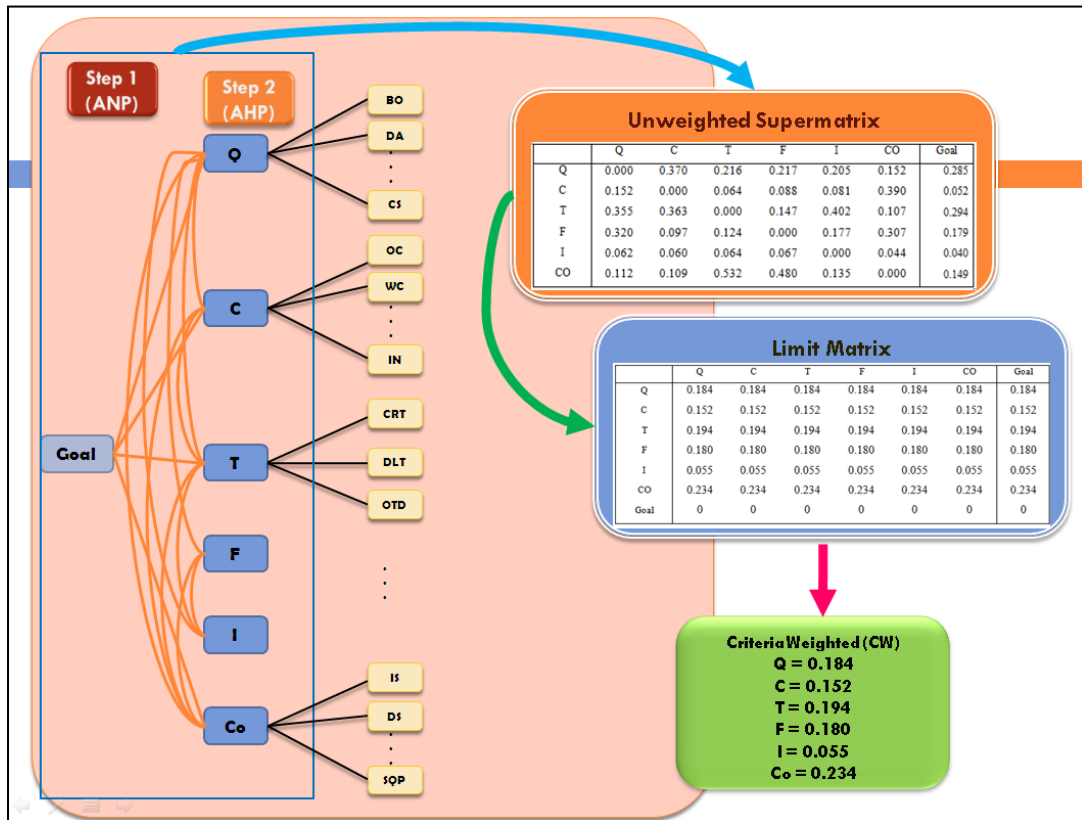 Step 1
(ANP)
Step 2
(AHP)
Goal
Q
C
T
F
I
Co
BO
DA
CS
OC
WC
IN
CRT
DLT
OTD
IS
DS
SQP
Unweighted Supermatrix
Q C T F I CO Goal
Q 0.000 0.370 0.216 0.217 0.205 0.152 0.285
C 0.152 0.000 0.064 0.088 0.081 0.390 0.052
T 0.355 0.363 0.000 0.147 0.402 0.107 0.294
F 0.320 0.097 0.124 0.000 0.177 0.307 0.179
I 0.062 0.060 0.064 0.067 0.000 0.044 0.040
CO 0.112 0.109 0.532 0.480 0.135 0.000 0.149
Limit Matrix
Q C T F I CO Goal
Q 0.184 0.184 0.184 0.184 0.184 0.184 0.184
C 0.152 0.152 0.152 0.152 0.152 0.152 0.152
T 0.194 0.194 0.194 0.194 0.194 0.194 0.194
F 0.180 0.180 0.180 0.180 0.180 0.180 0.180
I 0.055 0.055 0.055 0.055 0.055 0.055 0.055
CO 0.234 0.234 0.234 0.234 0.234 0.234 0.234
Goal 0 0 0 0 0 0 0
Criteria Weighted (CW)
Q = 0.184
C = 0.152
T = 0.194
F = 0.180
I = 0.055
Co = 0.234